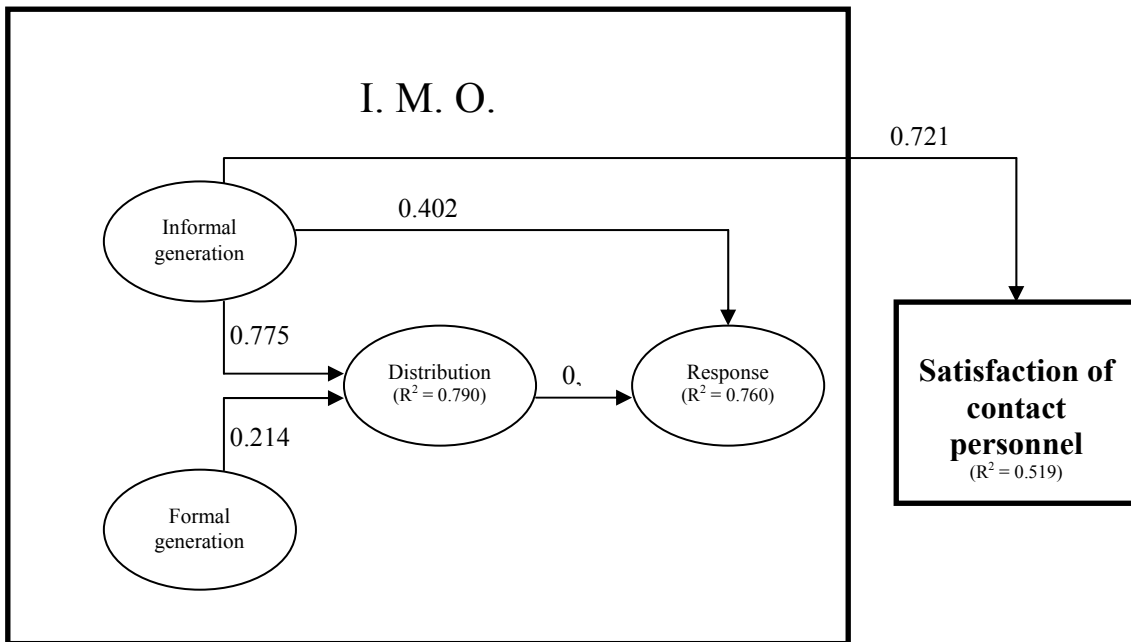 I. M. O.
0.721
0.402
Informal
generation
0.775
Distribution
(R² = 0.790)
0,
Response
(R² = 0.760)
Satisfaction of
contact
personnel
(R² = 0.519)
0.214
Formal
generation